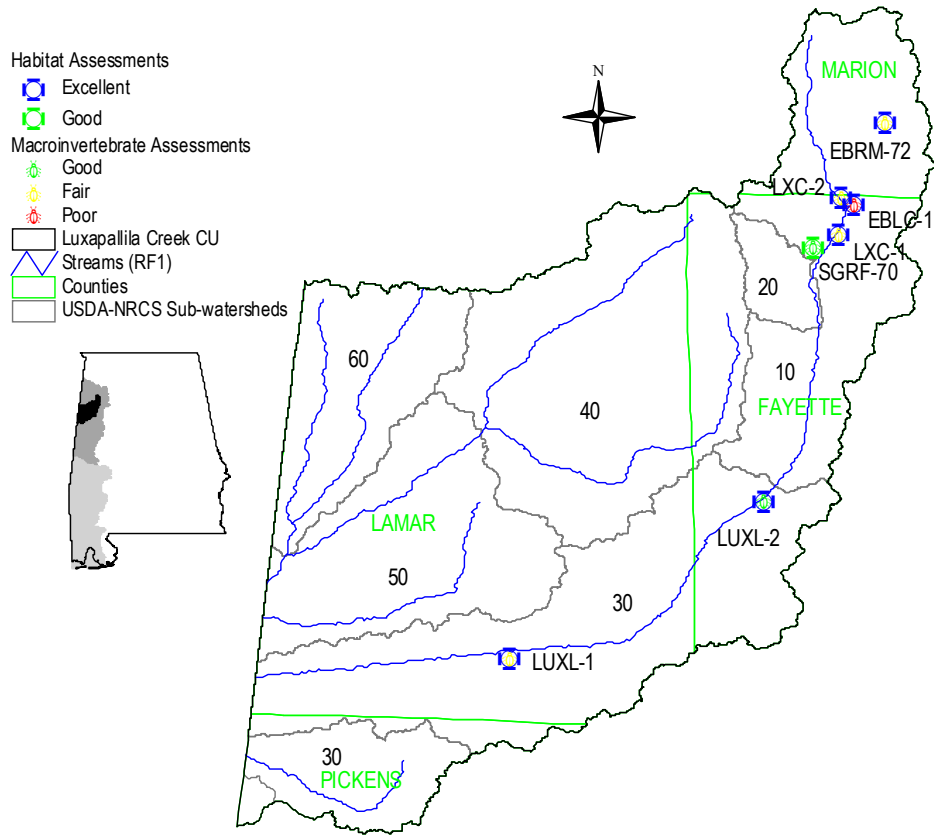 Habitat Assessments
Excellent
Good
Macroinvertebrate Assessments
Good
Fair
Poor
Luxapallila Creek CU
Streams (RF1)
Counties
USDA-NRCS Sub-watersheds
N
MARION
EBRM-72
LXC-2
EBLC-1
LXC-1
SGRF-70
20
10
FAYETTE
60
40
LAMAR
50
LUXL-2
30
LUXL-1
30
PICKENS